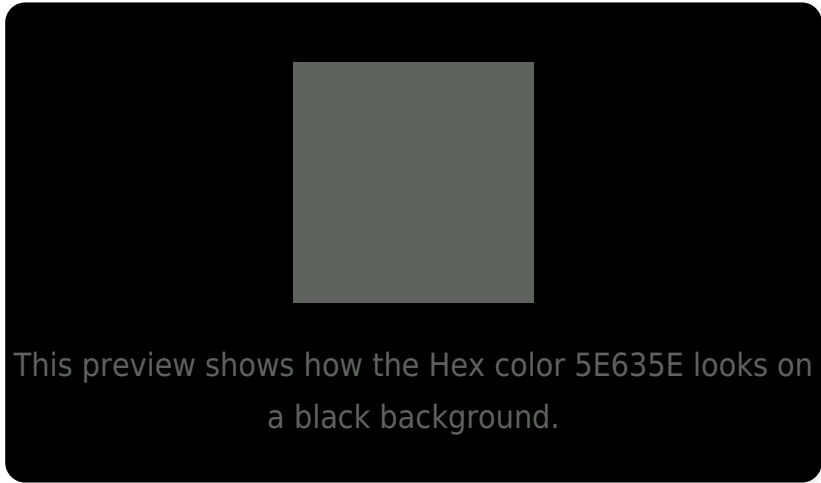 This preview shows how the Hex color 5E635E looks on
a black background.